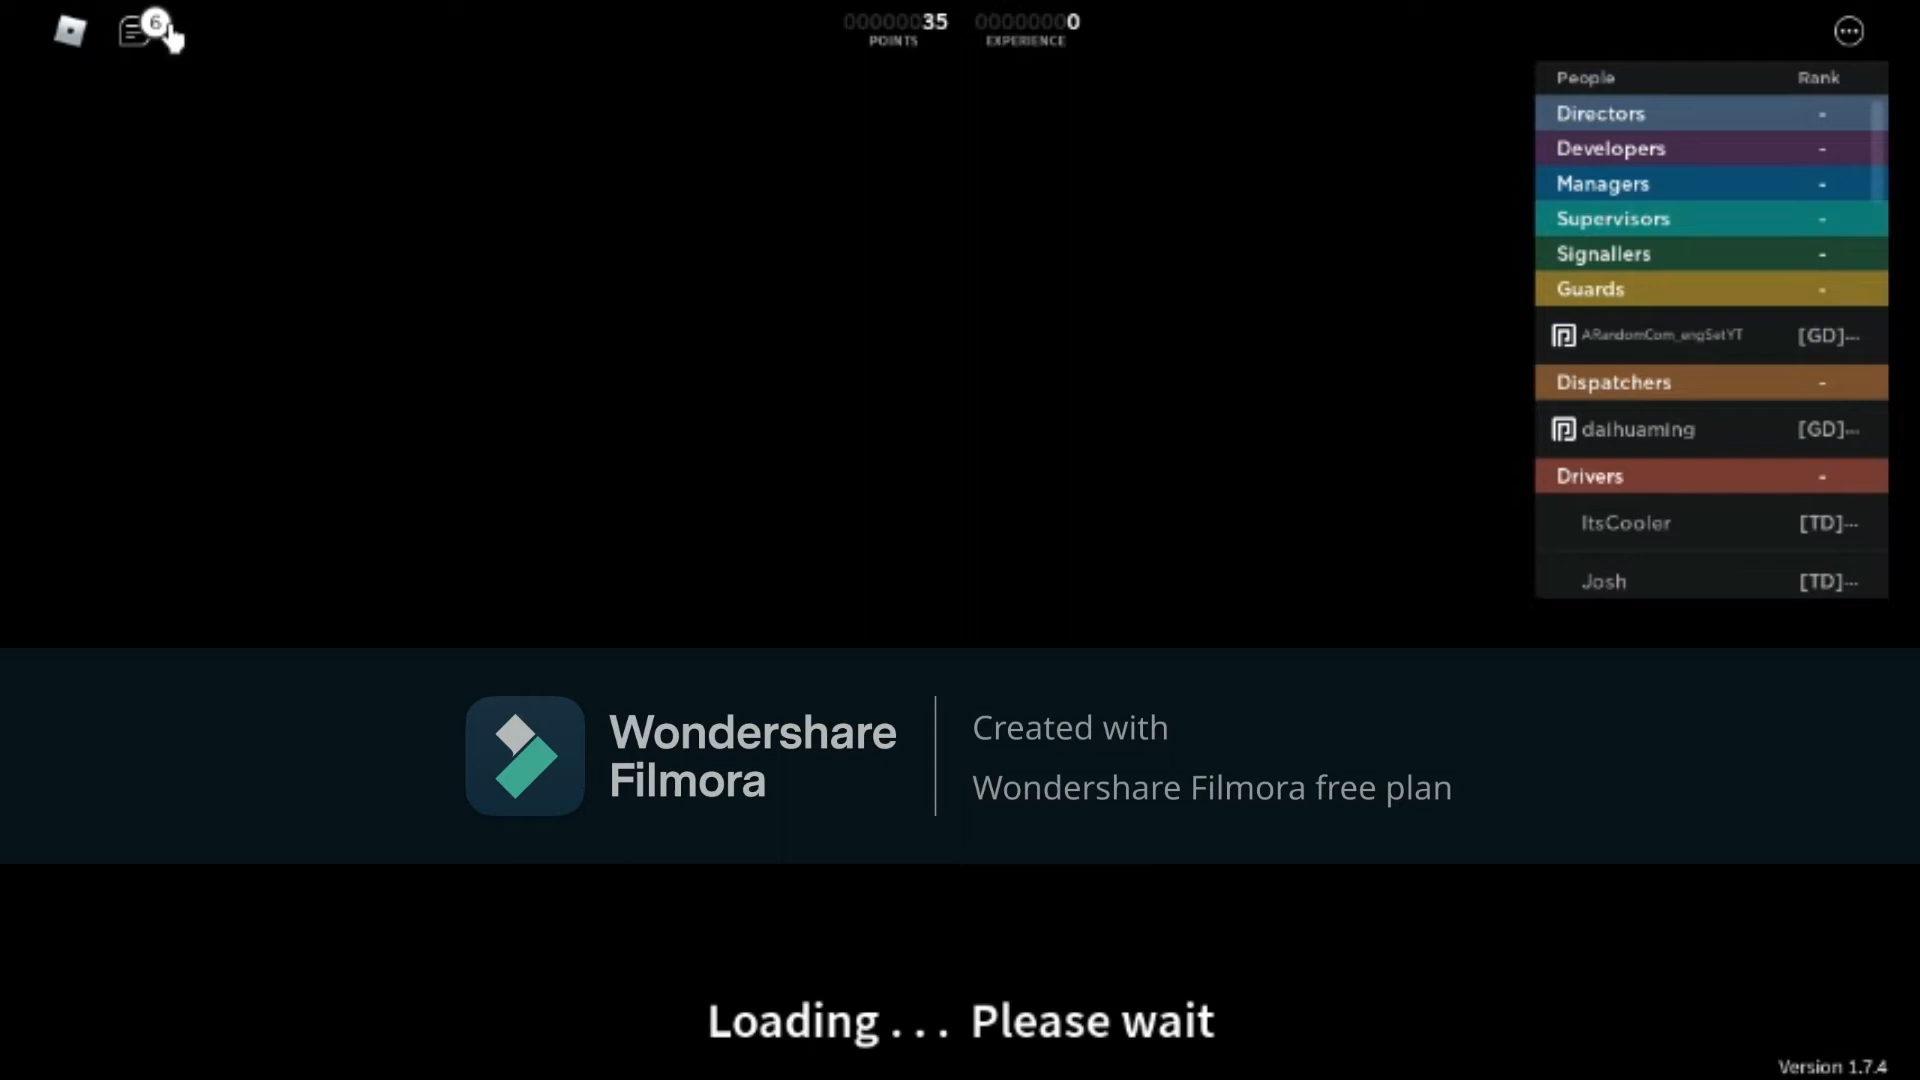 6
00000035
POINTS
00000000
EXPERIENCE
People Rank
Directors -
Developers -
Managers -
Supervisors -
Signallers -
Guards -
ARandomCom_engSetYT [GD]...
Dispatchers -
daihuaming [GD]...
Drivers -
ItsCooler [TD]...
Josh [TD]...
Wondershare
Filmora
Created with
Wondershare Filmora free plan
Loading . . . Please wait
Version 1.7.4